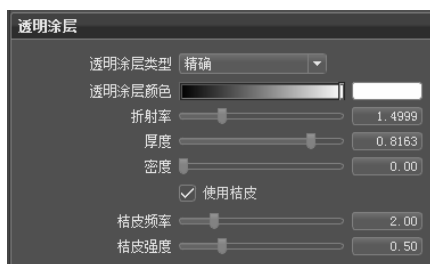 透明涂层
透明涂层类型 精确
透明涂层颜色
折射率 1.4999
厚度 0.8163
密度 0.00
使用桔皮
桔皮频率 2.00
桔皮强度 0.50